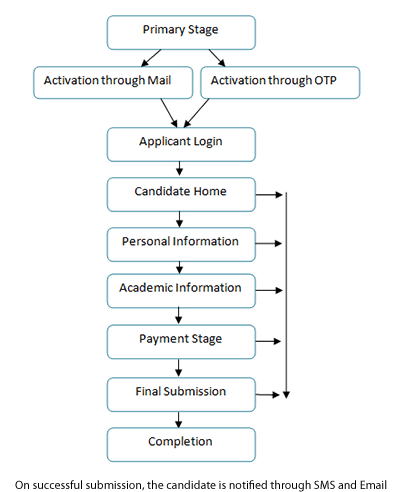 Primary Stage
Activation through Mail
Activation through OTP
Applicant Login
Candidate Home
Personal Information
Academic Information
Payment Stage
Final Submission
Completion
On successful submission, the candidate is notified through SMS and Email